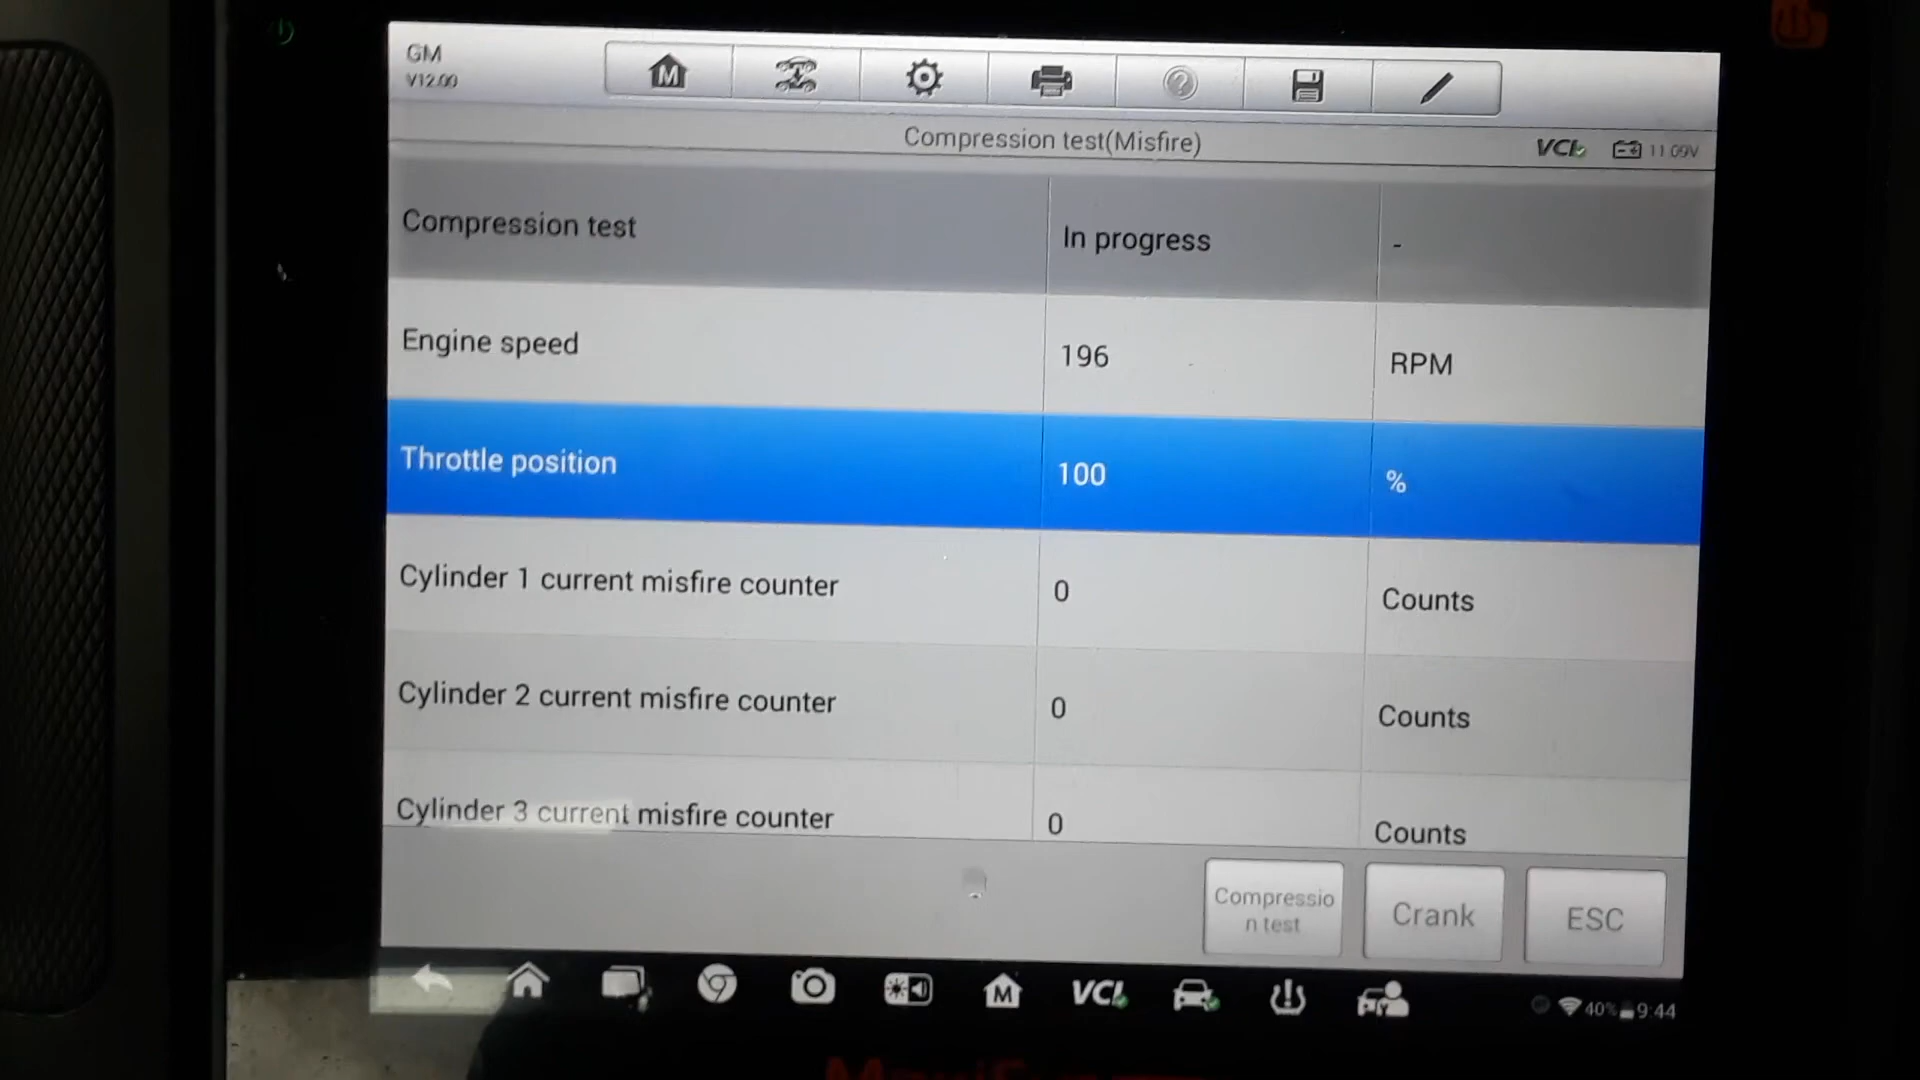 GM
V12.00
M
?
Compression test(Misfire)
VCI
11.09V
Compression test In progress -
Engine speed 196 RPM
Throttle position 100 %
Cylinder 1 current misfire counter 0 Counts
Cylinder 2 current misfire counter 0 Counts
Cylinder 3 current misfire counter 0 Counts
Compressio
n test
Crank
ESC
M
VCI
40%
9:44